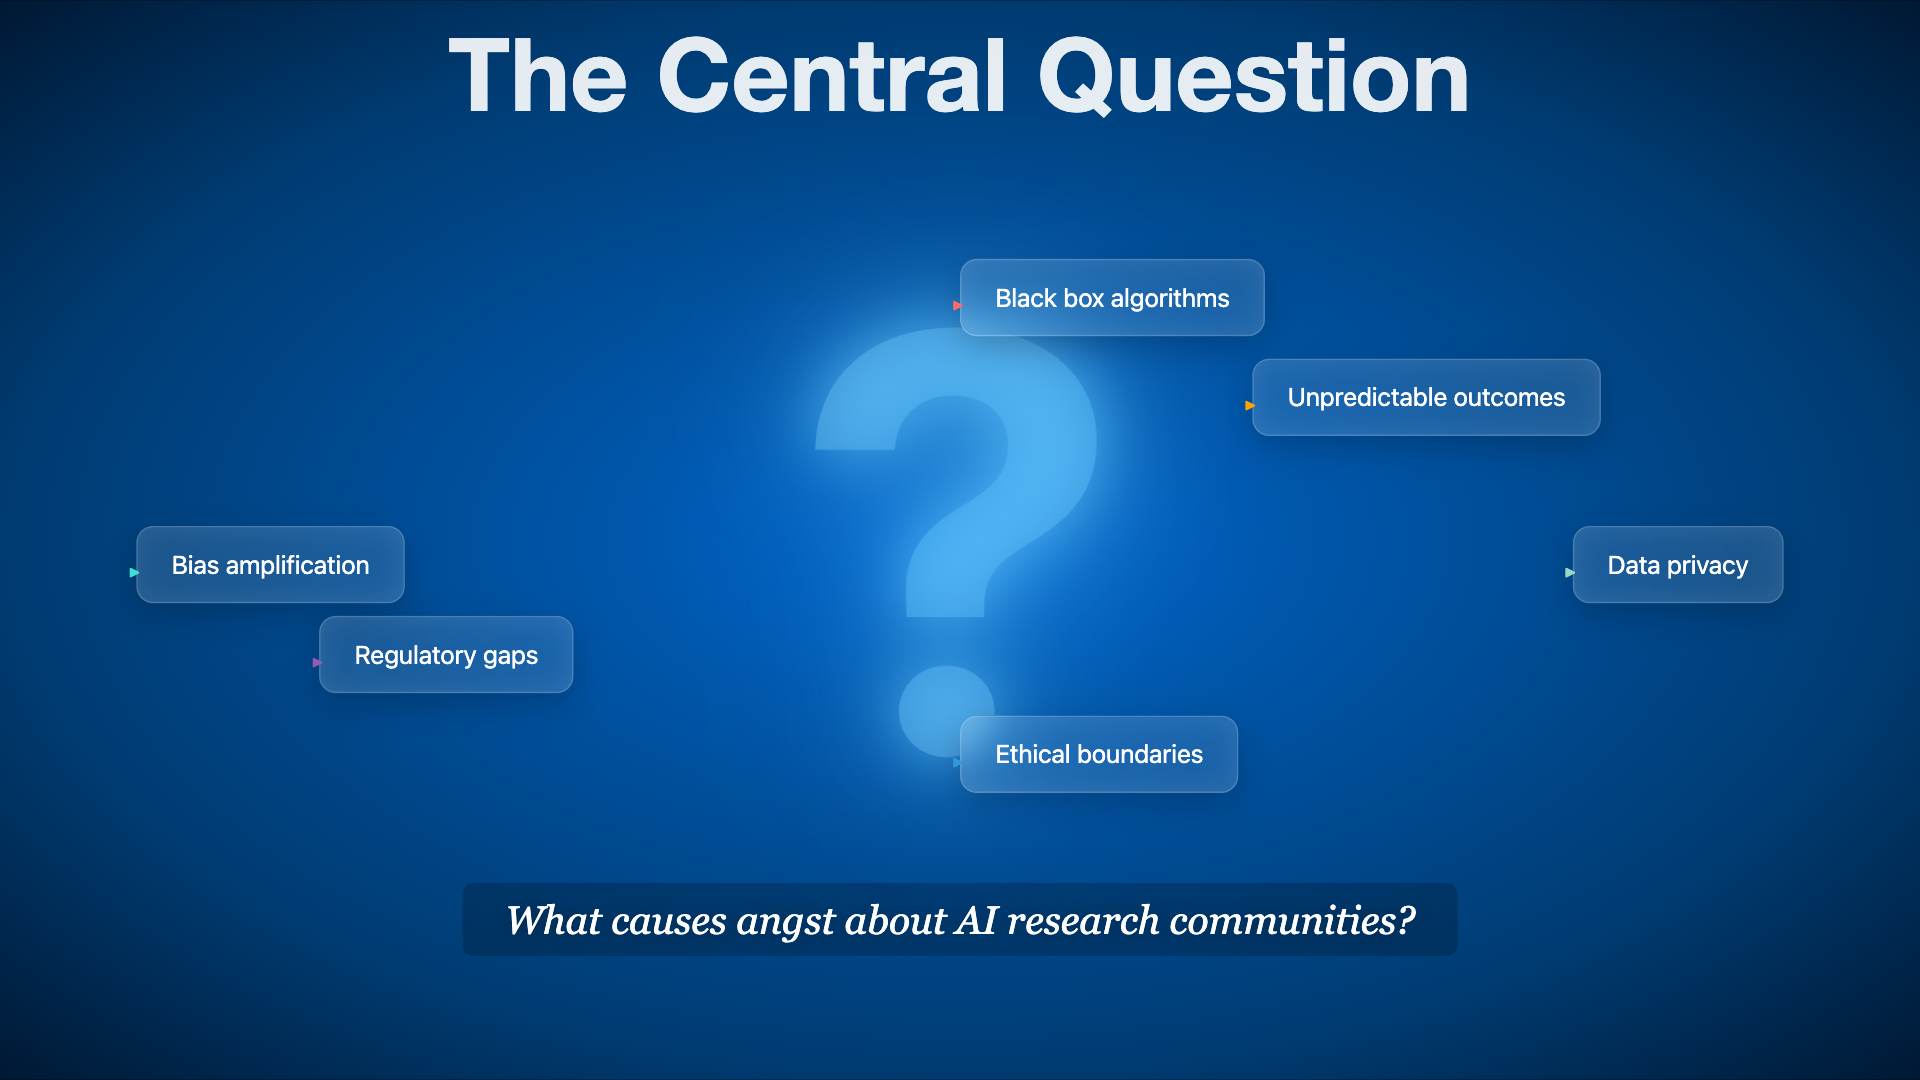 The Central Question
?
Black box algorithms
Unpredictable outcomes
Bias amplification
Data privacy
Regulatory gaps
Ethical boundaries
What causes angst about AI research communities?